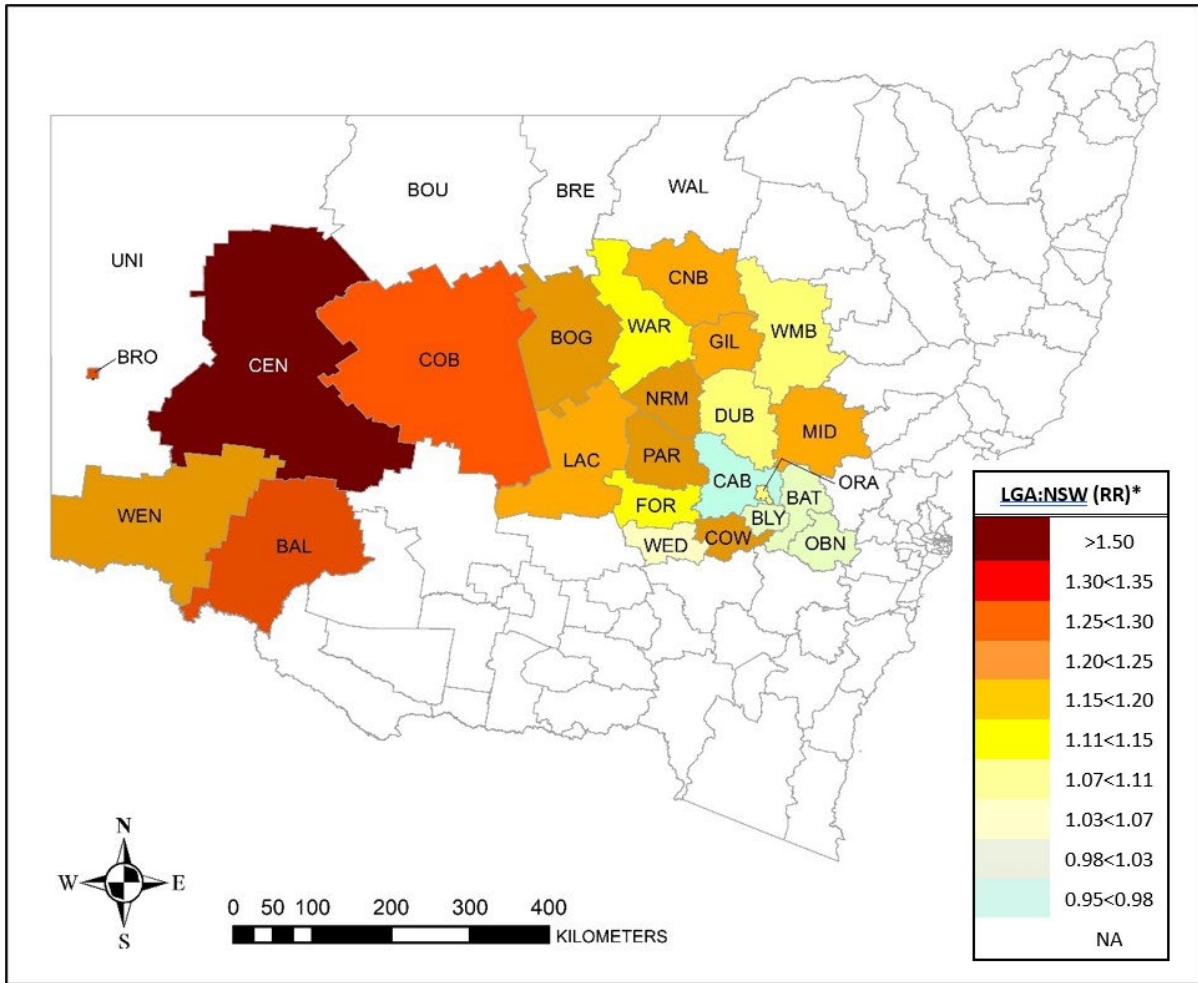 BOU
BRE
WAL
UNI
CNB
WAR
WMB
BOG
GIL
BRO
CEN
COB
NRM
DUB
MID
PAR
LAC
CAB
ORA
BAT
FOR
WEN
BLY
COW
OBN
BAL
WED
LGA:NSW (RR)*
>1.50
1.30<1.35
1.25<1.30
1.20<1.25
1.15<1.20
1.11<1.15
1.07<1.11
1.03<1.07
0.98<1.03
0.95<0.98
NA
N
W E
S
0 50 100 200 300 400
KILOMETERS